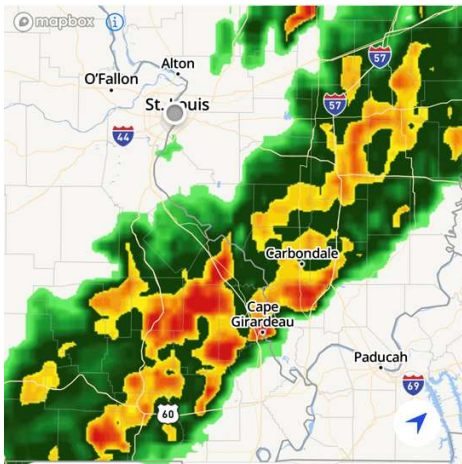 mapbox
i
57
Alton
O'Fallon
57
St. Louis
44
Carbondale
Cape
Girardeau
Paducah
69
60